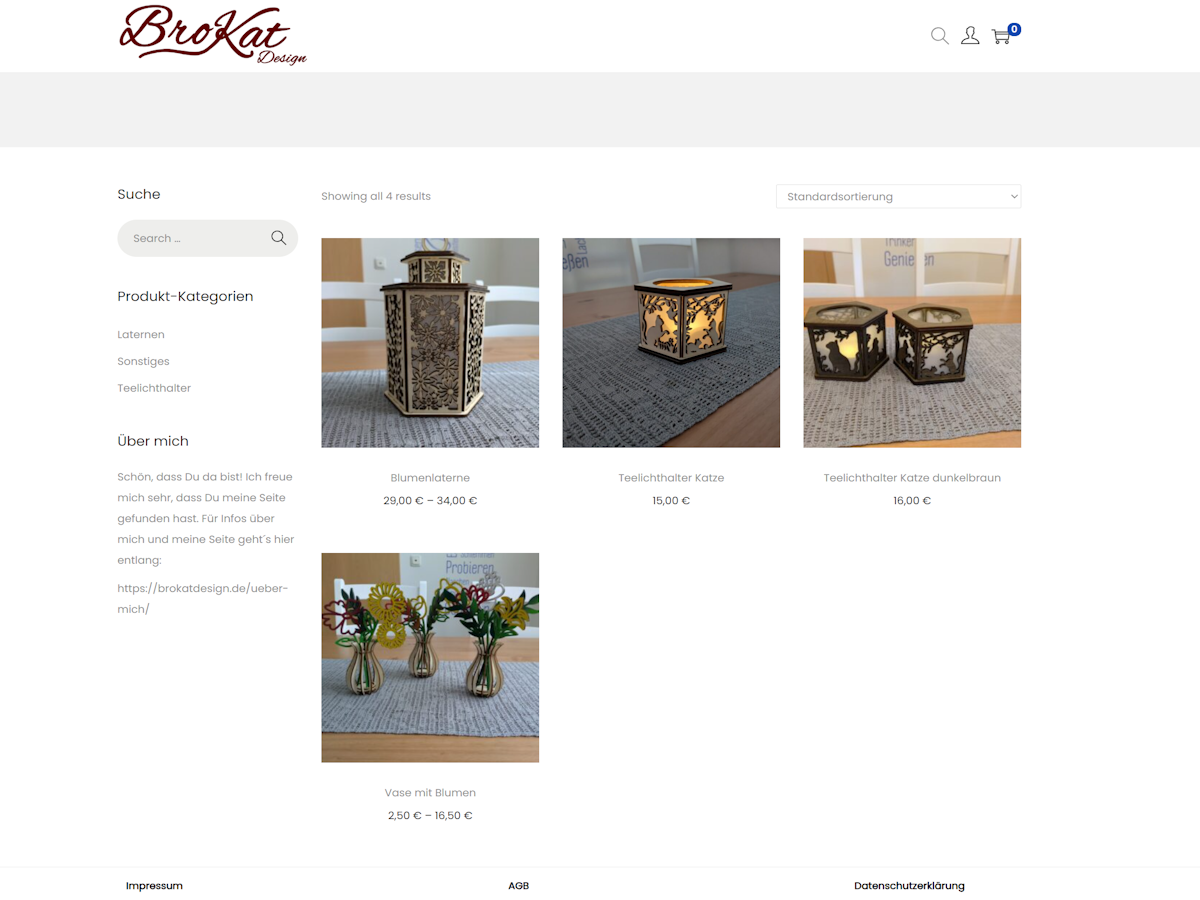 BroKat
Design
0
Suche
Search ...
Produkt-Kategorien
Laternen
Sonstiges
Teelichthalter
Über mich
Schön, dass Du da bist! Ich freue
mich sehr, dass Du meine Seite
gefunden hast. Für Infos über
mich und meine Seite geht´s hier
entlang:
https://brokatdesign.de/ueber-
mich/
Showing all 4 results
Standardsortierung
Blumenlaterne
29,00 € – 34,00 €
Teelichthalter Katze
15,00 €
Trinken
Genießen
Teelichthalter Katze dunkelbraun
16,00 €
Probieren
Vase mit Blumen
2,50 € – 16,50 €
Impressum
AGB
Datenschutzerklärung